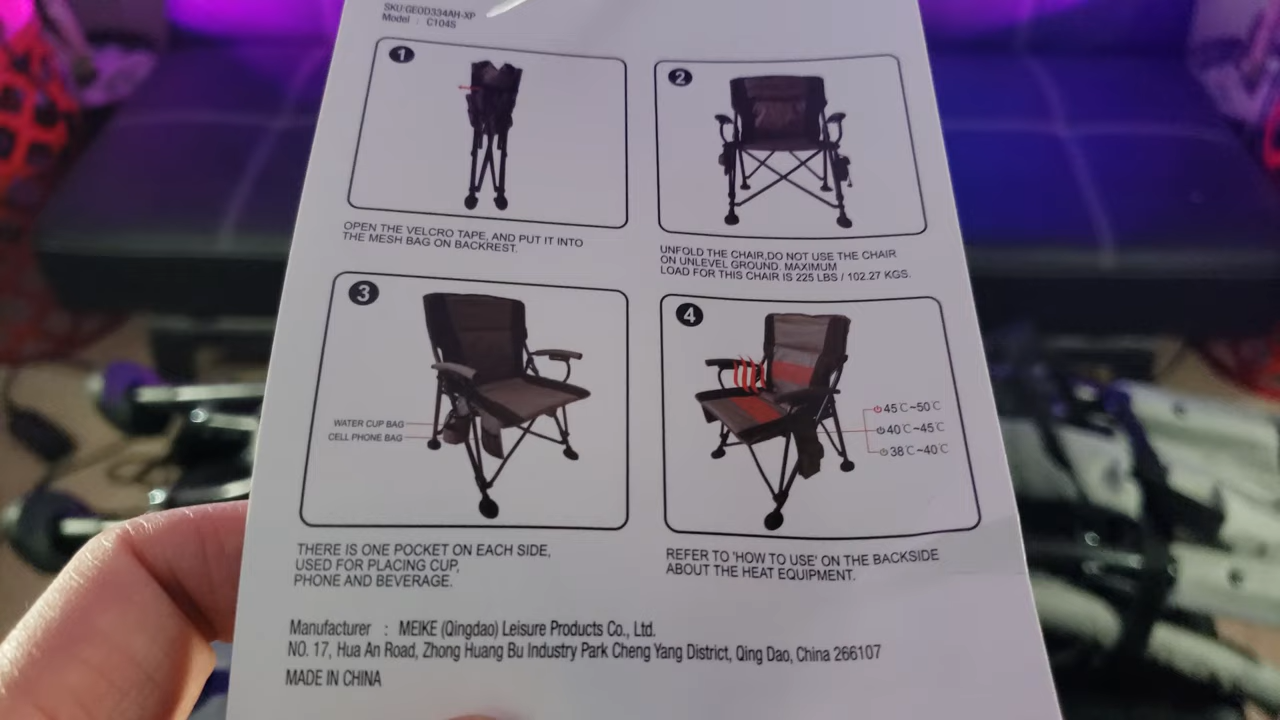 SKU:GEOD334AH-XP
Model : C104S
1
OPEN THE VELCRO TAPE, AND PUT IT INTO
THE MESH BAG ON BACKREST.
2
UNFOLD THE CHAIR,DO NOT USE THE CHAIR
ON UNLEVEL GROUND. MAXIMUM
LOAD FOR THIS CHAIR IS 225 LBS / 102.27 KGS.
3
WATER CUP BAG
CELL PHONE BAG
THERE IS ONE POCKET ON EACH SIDE,
USED FOR PLACING CUP,
PHONE AND BEVERAGE.
4
45℃~50℃
40℃~45℃
38℃~40℃
REFER TO 'HOW TO USE' ON THE BACKSIDE
ABOUT THE HEAT EQUIPMENT.
Manufacturer : MEIKE (Qingdao) Leisure Products Co., Ltd.
NO. 17, Hua An Road, Zhong Huang Bu Industry Park Cheng Yang District, Qing Dao, China 266107
MADE IN CHINA